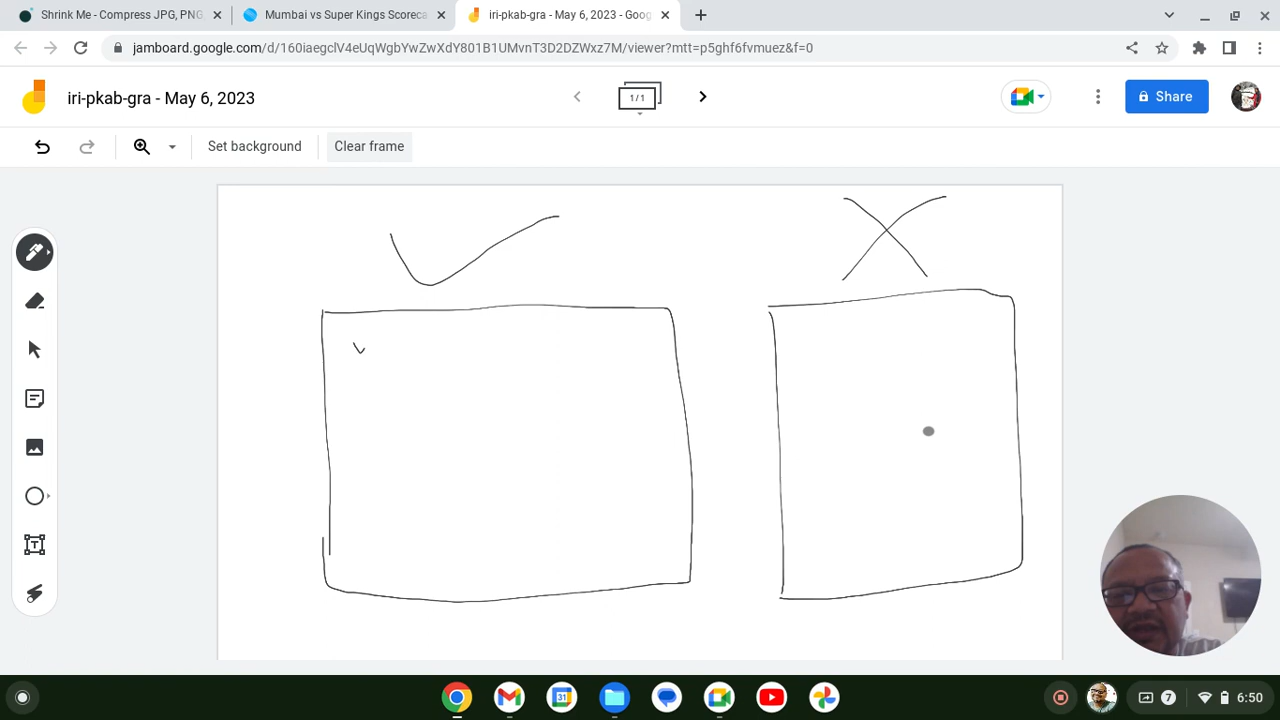 Shrink Me - Compress JPG, PNG,
Mumbai vs Super Kings Scoreca
iri-pkab-gra - May 6, 2023 - Goog
jamboard.google.com/d/160iaegclV4eUqWgbYwZwXdY801B1UMvnT3D2DZWxz7M/viewer?mtt=p5ghf6fvmuez&f=0
iri-pkab-gra - May 6, 2023
1/1
Share
Set background
Clear frame
31
7
6:50